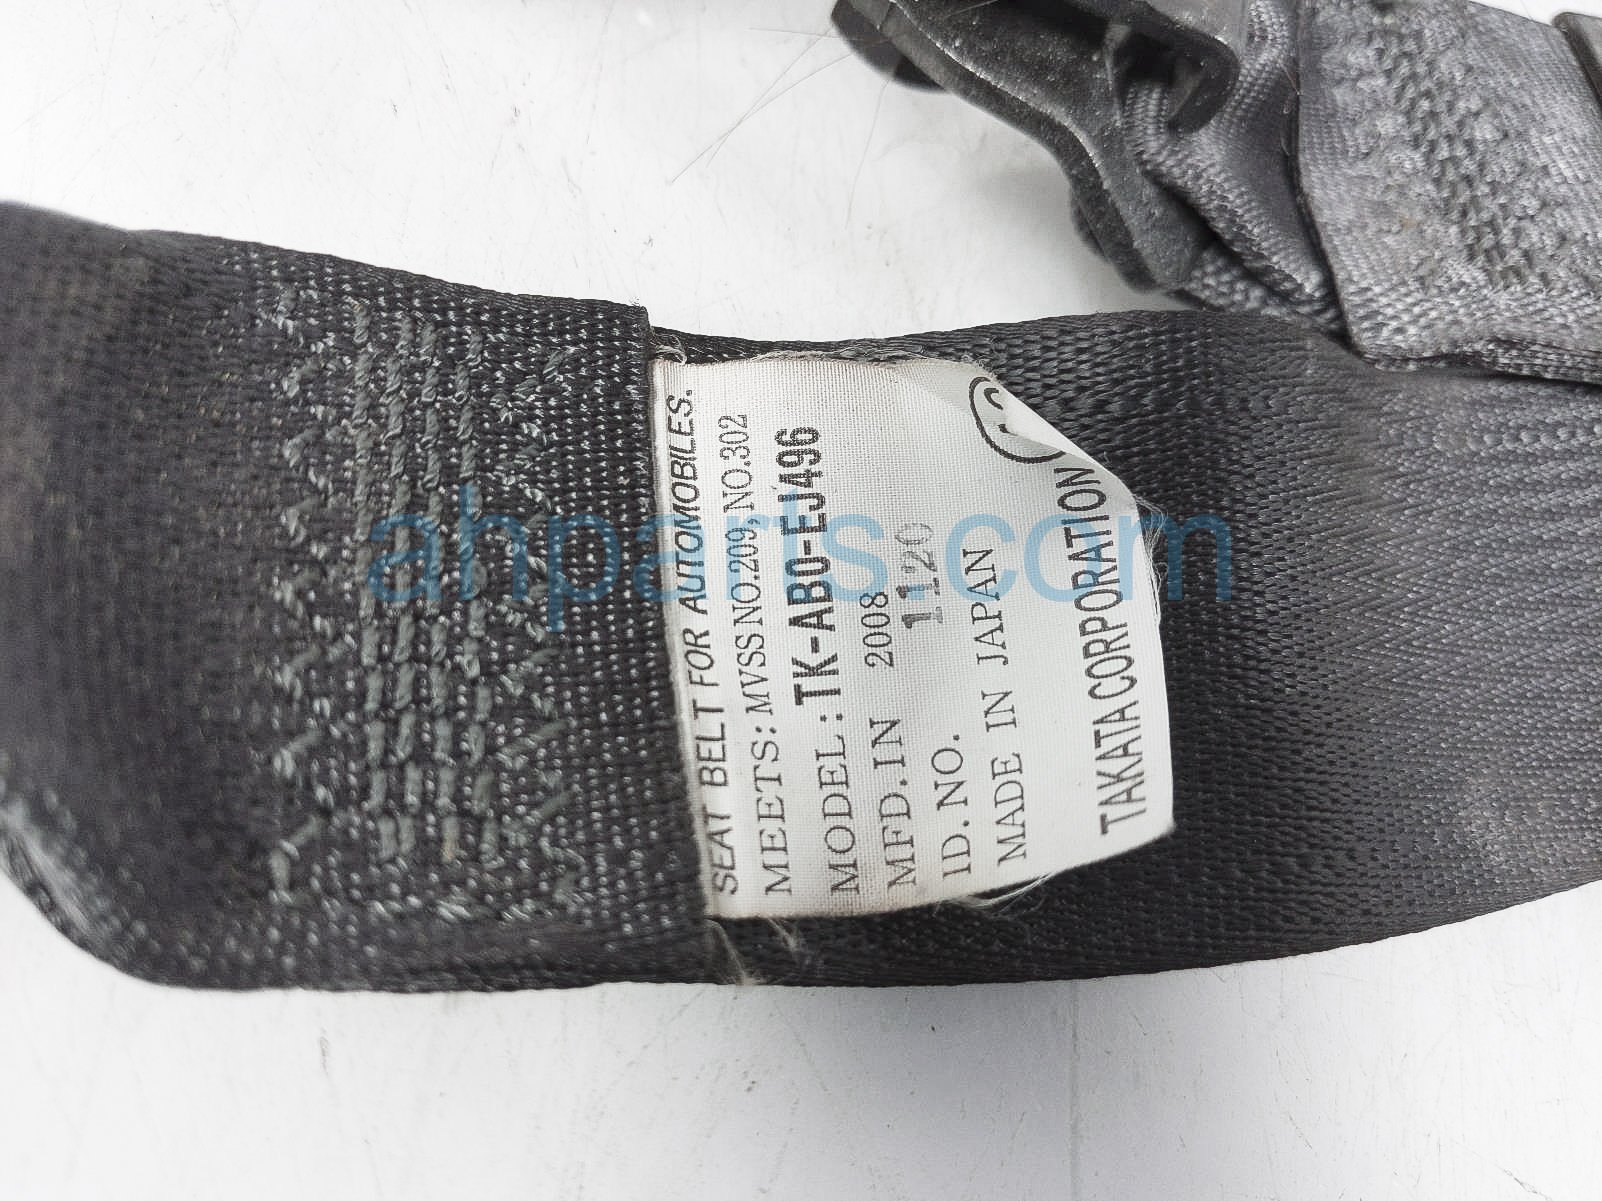 SEAT BELT FOR AUTOMOBILES.
MEETS: MVSS NO.209, NO.302
MODEL: TK-AB0-EJ496
MFD. IN 2008
1120
ID. NO.
MADE IN JAPAN
TAKATA CORPORATION
ahparts.com